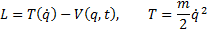 L = T(q̇) − V(q, t),  T = m/2 q̇²